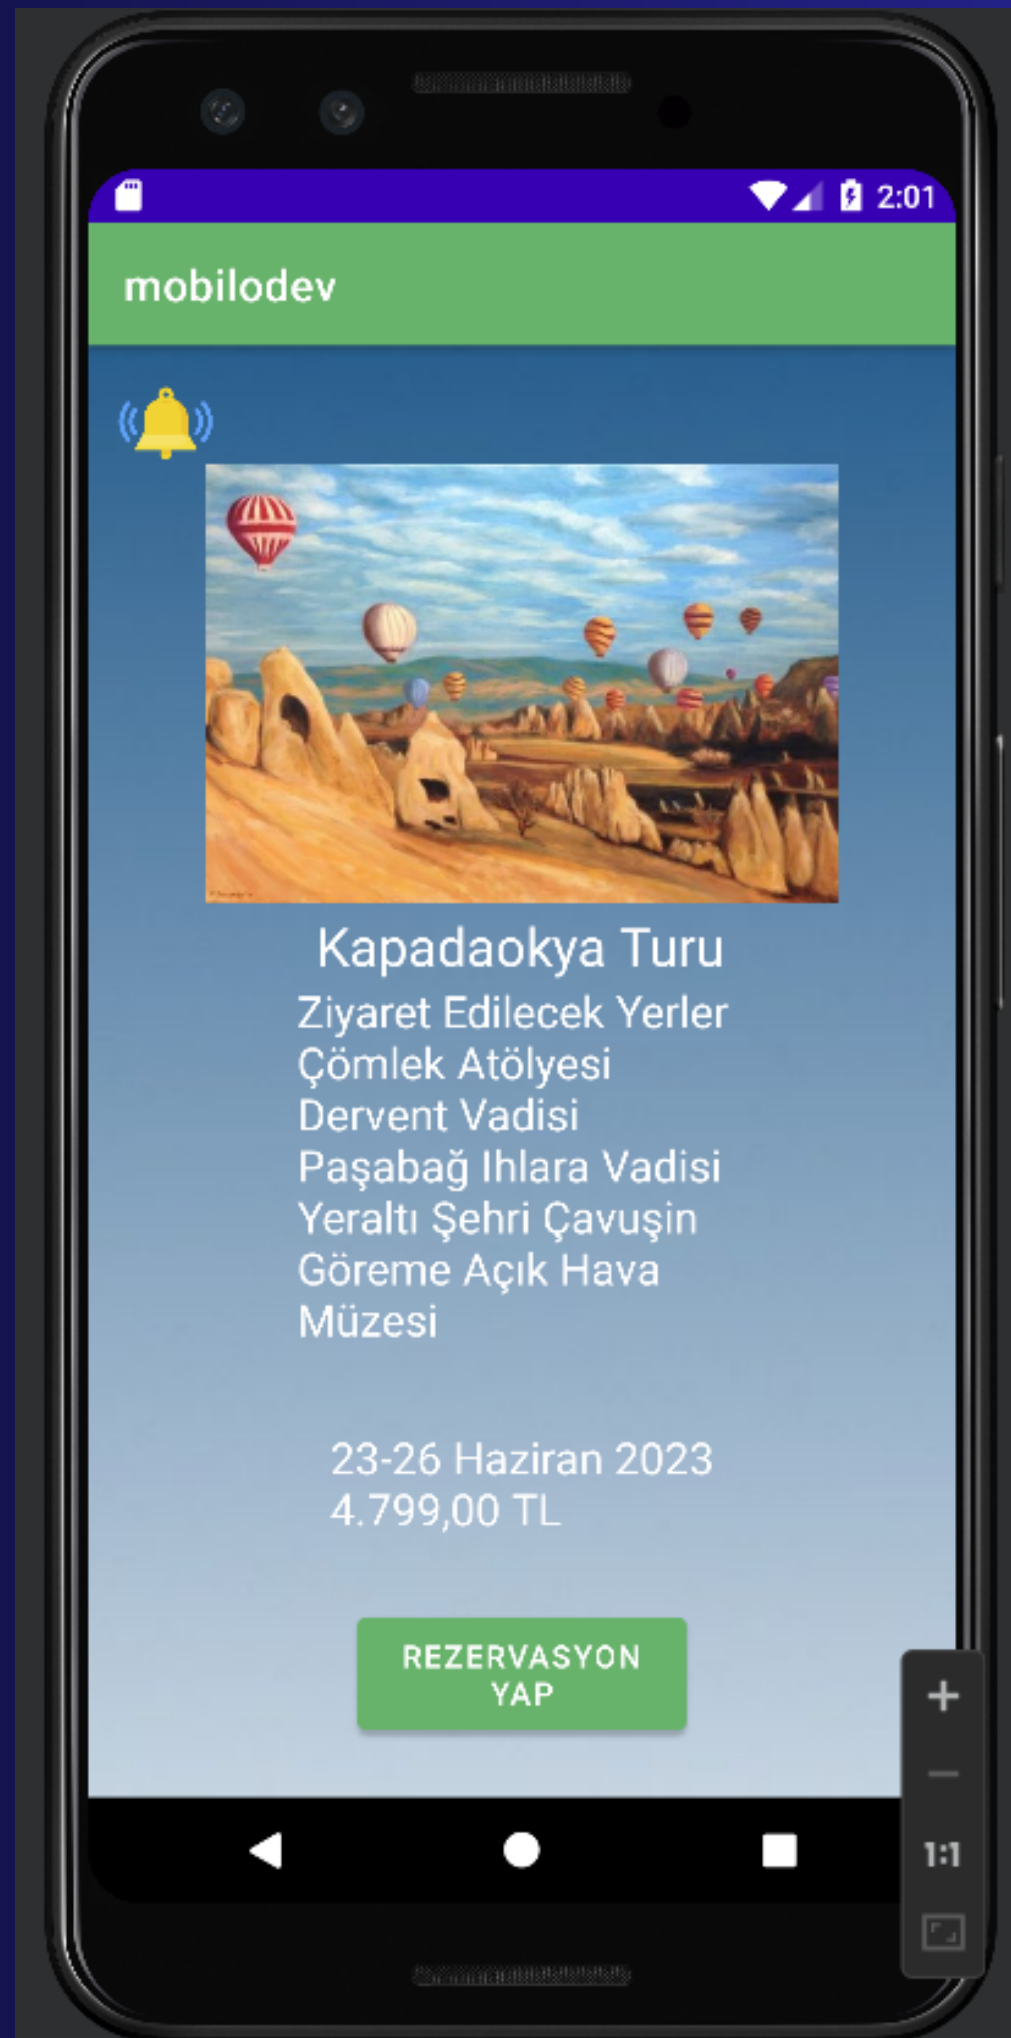 2:01
mobilodev
Kapadaokya Turu
Ziyaret Edilecek Yerler
Çömlek Atölyesi
Dervent Vadisi
Paşabağ Ihlara Vadisi
Yeraltı Şehri Çavuşin
Göreme Açık Hava
Müzesi
23-26 Haziran 2023
4.799,00 TL
REZERVASYON
YAP
1:1